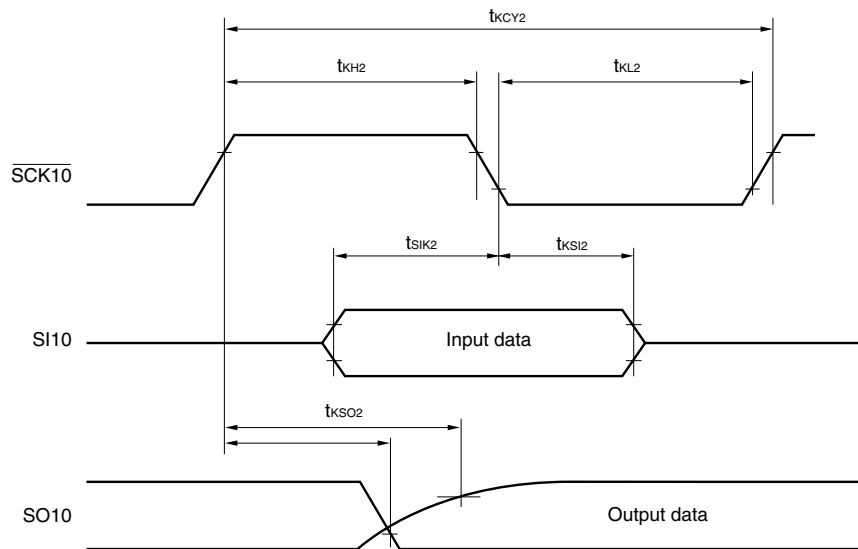 tKCY2
tKH2
tKL2
SCK10
tSIK2
tKSI2
SI10
Input data
tKSO2
SO10
Output data